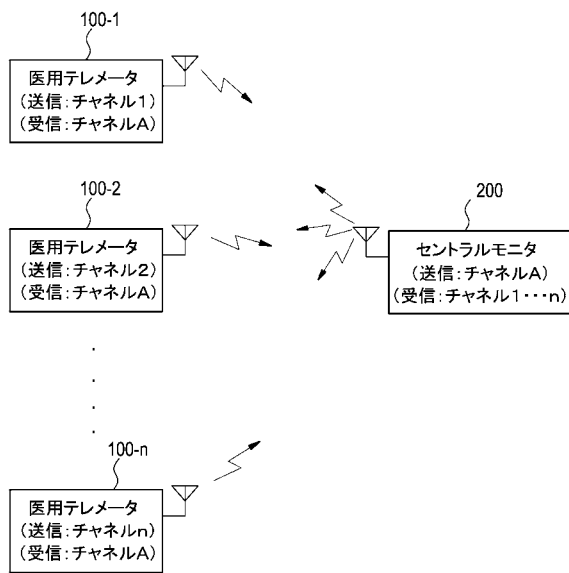 100-1
医用テレメータ
(送信:チャネル1)
(受信:チャネルA)
100-2
医用テレメータ
(送信:チャネル2)
(受信:チャネルA)
200
セントラルモニタ
(送信:チャネルA)
(受信:チャネル1・・・n)
100-n
医用テレメータ
(送信:チャネルn)
(受信:チャネルA)